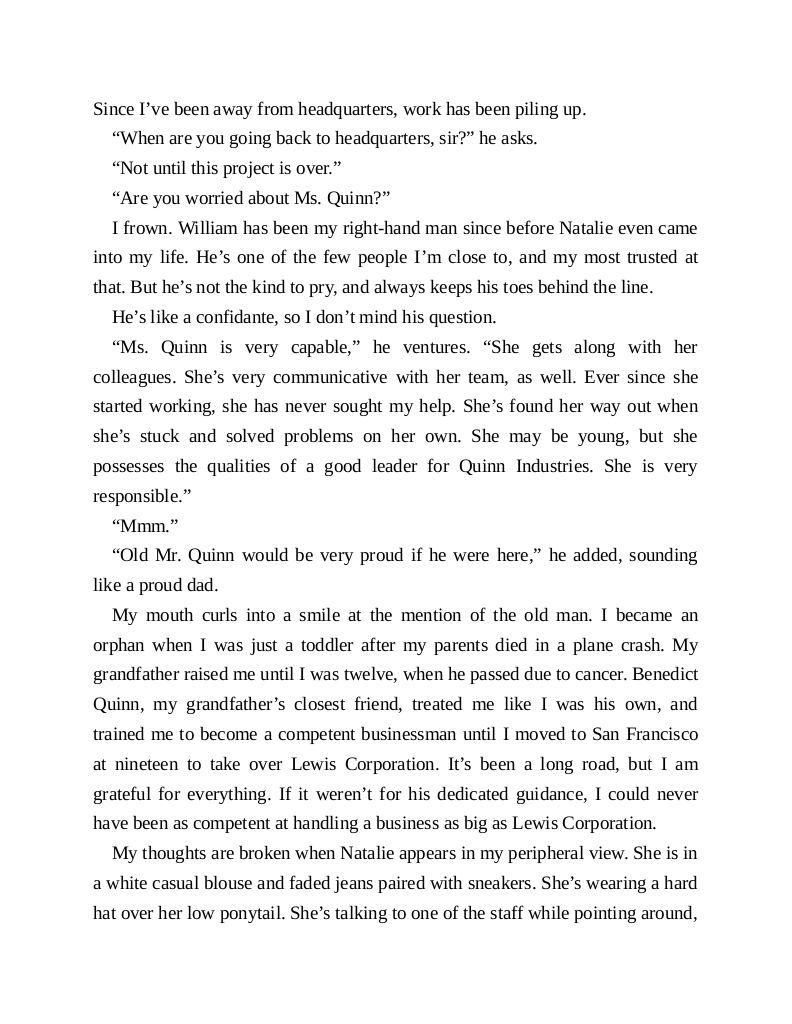 Since I’ve been away from headquarters, work has been piling up.
“When are you going back to headquarters, sir?” he asks.
“Not until this project is over.”
“Are you worried about Ms. Quinn?”
I frown. William has been my right-hand man since before Natalie even came
into my life. He’s one of the few people I’m close to, and my most trusted at
that. But he’s not the kind to pry, and always keeps his toes behind the line.
He’s like a confidante, so I don’t mind his question.
“Ms. Quinn is very capable,” he ventures. “She gets along with her
colleagues. She’s very communicative with her team, as well. Ever since she
started working, she has never sought my help. She’s found her way out when
she’s stuck and solved problems on her own. She may be young, but she
possesses the qualities of a good leader for Quinn Industries. She is very
responsible.”
“Mmm.”
“Old Mr. Quinn would be very proud if he were here,” he added, sounding
like a proud dad.
My mouth curls into a smile at the mention of the old man. I became an
orphan when I was just a toddler after my parents died in a plane crash. My
grandfather raised me until I was twelve, when he passed due to cancer. Benedict
Quinn, my grandfather’s closest friend, treated me like I was his own, and
trained me to become a competent businessman until I moved to San Francisco
at nineteen to take over Lewis Corporation. It’s been a long road, but I am
grateful for everything. If it weren’t for his dedicated guidance, I could never
have been as competent at handling a business as big as Lewis Corporation.
My thoughts are broken when Natalie appears in my peripheral view. She is in
a white casual blouse and faded jeans paired with sneakers. She’s wearing a hard
hat over her low ponytail. She’s talking to one of the staff while pointing around,